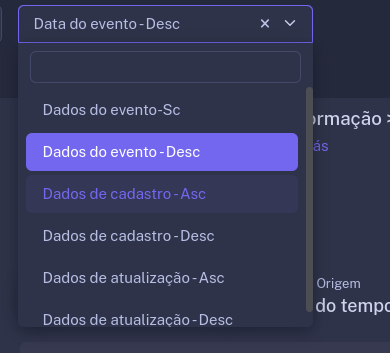 Data do evento - Desc
Dados do evento-Sc
Dados do evento - Desc
Dados de cadastro - Asc
Dados de cadastro - Desc
Dados de atualização - Asc
Dados de atualização - Desc
ormação >
ás
Origem
do tempo